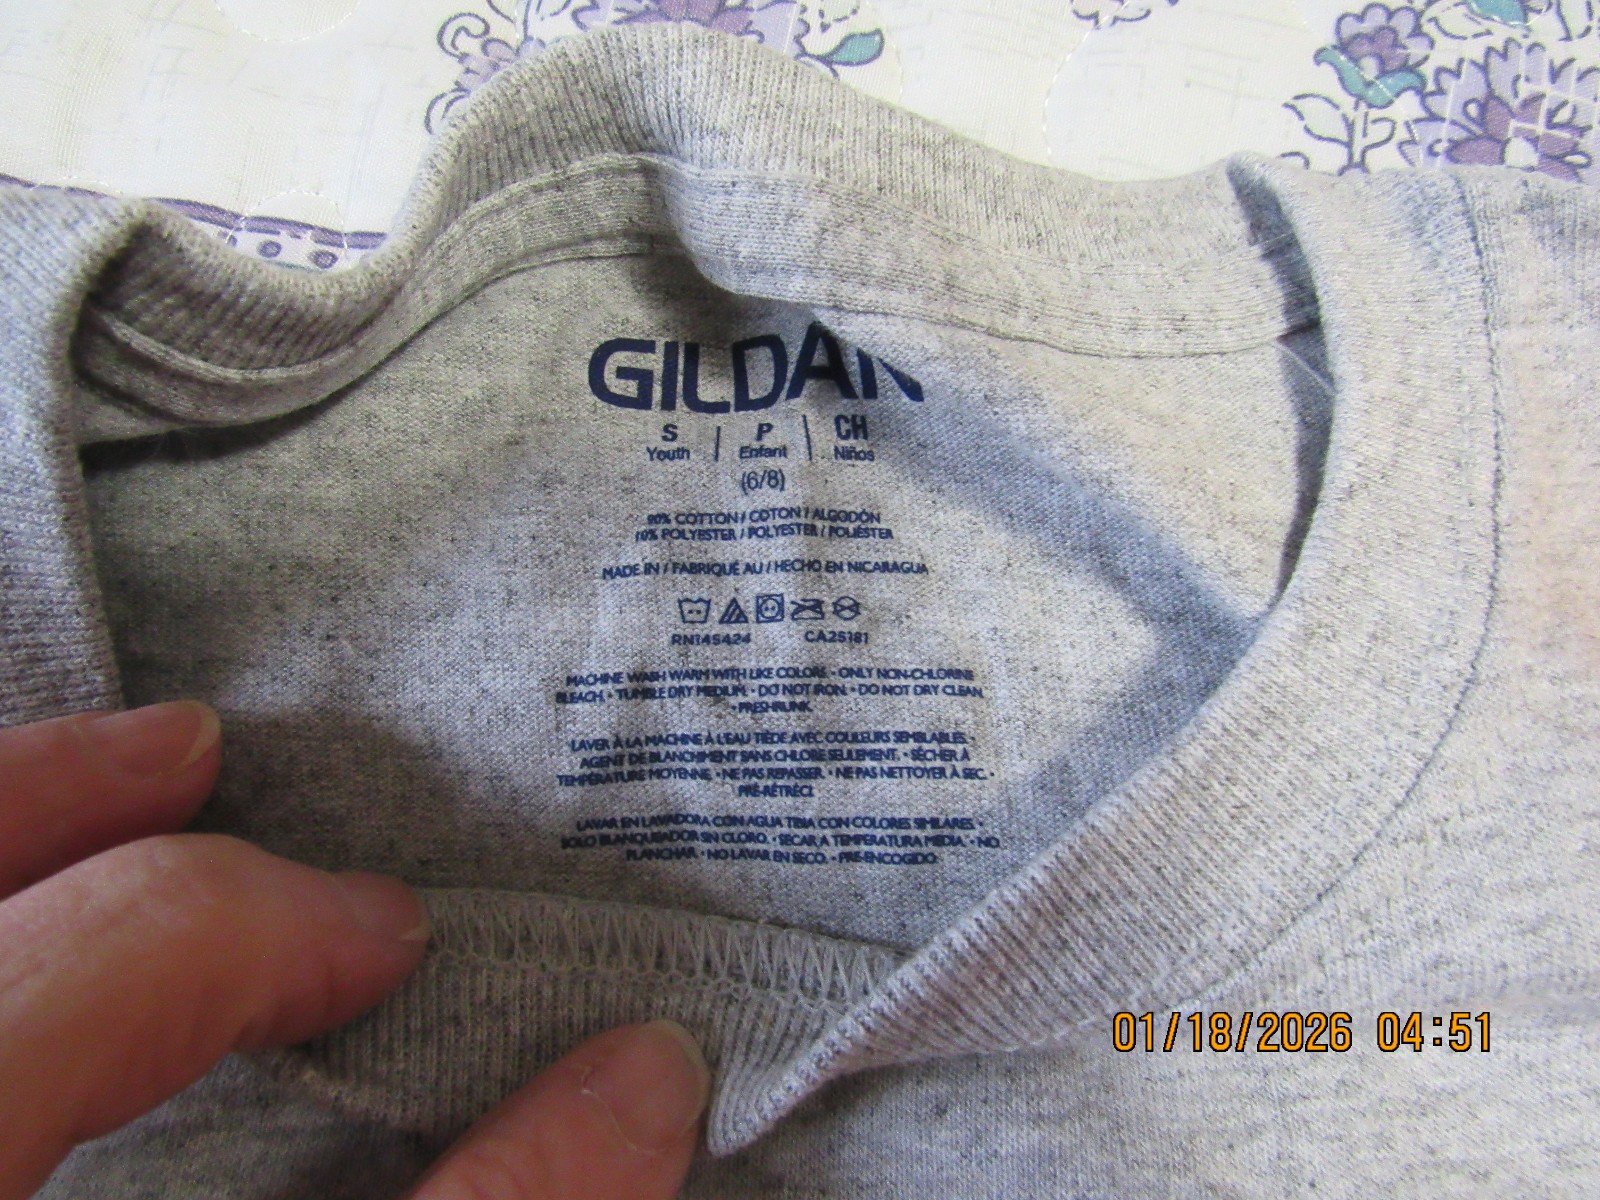 GILDAN
S | P | CH
Youth Enfant Niños
(6/8)
90% COTTON / COTON / ALGODÓN
10% POLYESTER / POLYESTER / POLIÉSTER
MADE IN / FABRIQUÉ AU / HECHO EN NICARAGUA
RN145424 CA25181
MACHINE WASH WARM WITH LIKE COLORS. • ONLY NON-CHLORINE
BLEACH. • TUMBLE DRY MEDIUM. • DO NOT IRON. • DO NOT DRY CLEAN.
• PRESHRUNK.
LAVER À LA MACHINE À L'EAU TIÈDE AVEC COULEURS SEMBLABLES. •
AGENT DE BLANCHIMENT SANS CHLORE SEULEMENT. • SÉCHER À
TEMPÉRATURE MOYENNE. • NE PAS REPASSER. • NE PAS NETTOYER À SEC. •
PRÉ-RÉTRÉCI.
LAVAR EN LAVADORA CON AGUA TIBIA CON COLORES SIMILARES. •
SOLO BLANQUEADOR SIN CLORO. • SECAR A TEMPERATURA MEDIA. • NO
PLANCHAR. • NO LAVAR EN SECO. • PRE-ENCOGIDO.
01/18/2026 04:51